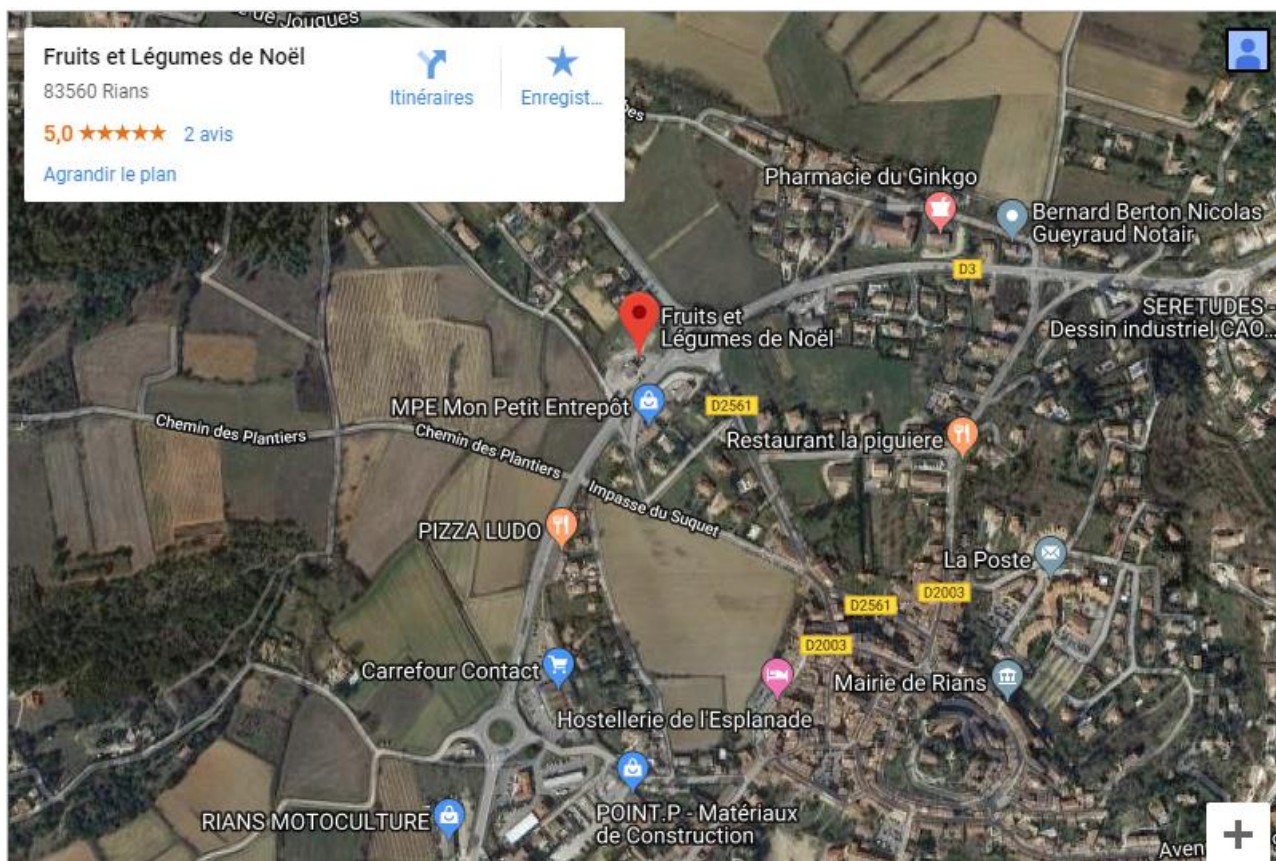 de Jouques
Fruits et Légumes de Noël
83560 Rians
5,0 ★★★★★ 2 avis
Agrandir le plan
Itinéraires
Enregist...
Pharmacie du Ginkgo
Bernard Berton Nicolas
Gueyraud Notair
D3
SERETUDES -
Dessin industriel CAO...
Fruits et
Légumes de Noël
MPE Mon Petit Entrepôt
D2561
Chemin des Plantiers
Chemin des Plantiers
Restaurant la piguiere
Impasse du Suquet
PIZZA LUDO
La Poste
D2003
D2561
D2003
Carrefour Contact
Mairie de Rians
Hostellerie de l'Esplanade
RIANS MOTOCULTURE
POINT.P - Matériaux
de Construction
+